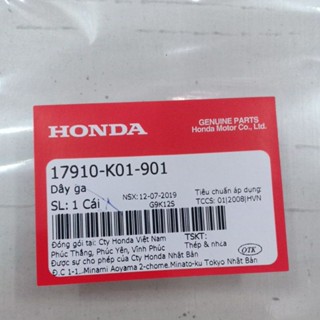 HONDA
GENUINE PARTS
Honda Motor Co., Ltd.
17910-K01-901
Dây ga
NSX: 12-07-2019
Tiêu chuẩn áp dụng:
SL: 1 Cái
G9K125
TCCS: 01|2008|HVN
Đóng gói tại: Cty Honda Việt Nam
TSKT:
Phúc Thắng, Phúc Yên, Vĩnh Phúc
Thép & nhựa
Được sự cho phép của Cty Honda Nhật Bản
OTK
Đ.C 1-1..Minami Aoyama 2-chome.Minato-ku Tokyo Nhật Bản